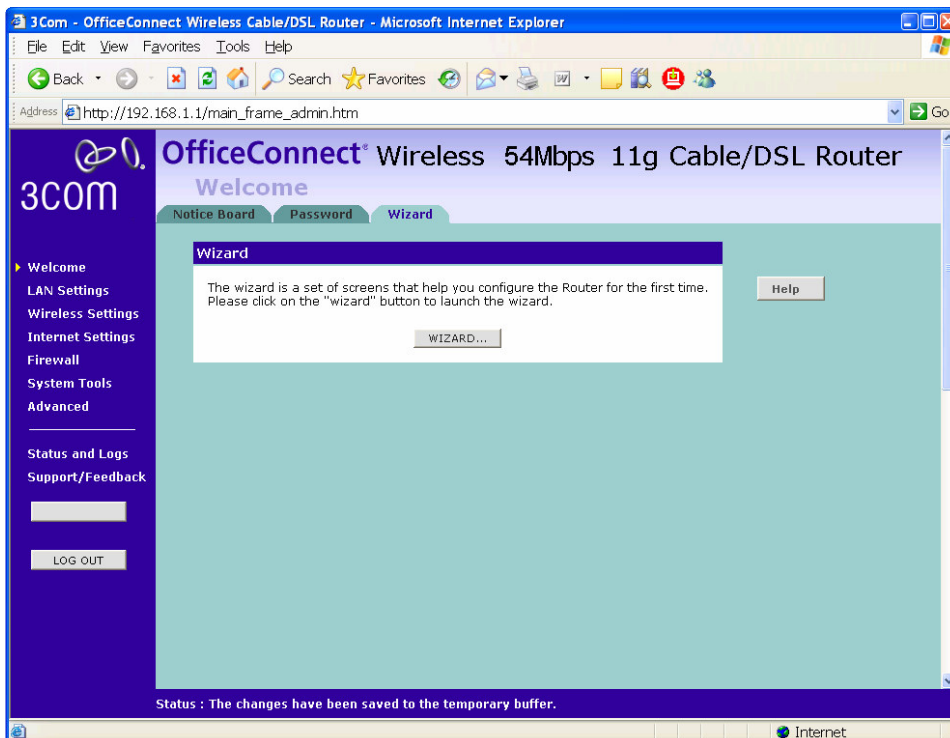 3Com - OfficeConnect Wireless Cable/DSL Router - Microsoft Internet Explorer
File Edit View Favorites Tools Help
Back Search Favorites W
Address http://192.168.1.1/main_frame_admin.htm Go
3COM
OfficeConnect® Wireless 54Mbps 11g Cable/DSL Router
Welcome
Notice Board Password Wizard
Welcome
LAN Settings
Wireless Settings
Internet Settings
Firewall
System Tools
Advanced
Status and Logs
Support/Feedback
LOG OUT
Wizard
The wizard is a set of screens that help you configure the Router for the first time.
Please click on the "wizard" button to launch the wizard.
WIZARD...
Help
Status : The changes have been saved to the temporary buffer.
Internet